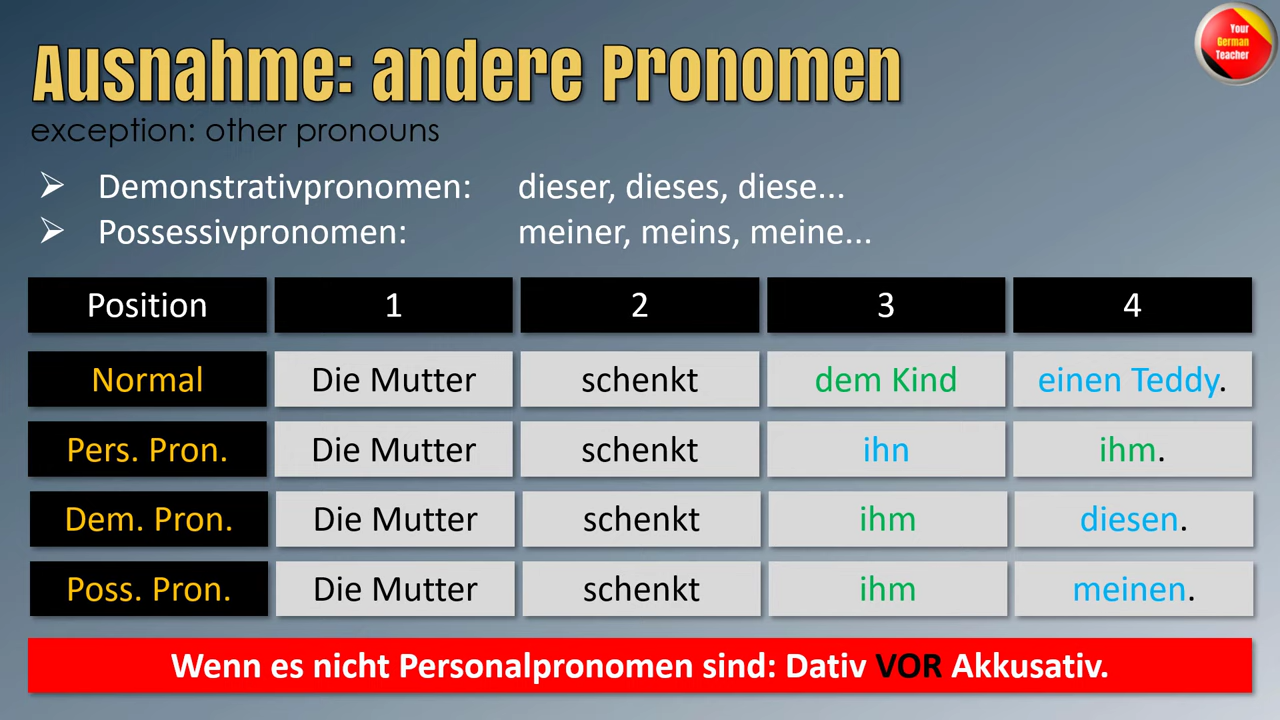 Your
German
Teacher
Ausnahme: andere Pronomen
exception: other pronouns
➢ Demonstrativpronomen: dieser, dieses, diese...
➢ Possessivpronomen: meiner, meins, meine...
Position 1 2 3 4
Normal Die Mutter schenkt dem Kind einen Teddy.
Pers. Pron. Die Mutter schenkt ihn ihm.
Dem. Pron. Die Mutter schenkt ihm diesen.
Poss. Pron. Die Mutter schenkt ihm meinen.
Wenn es nicht Personalpronomen sind: Dativ VOR Akkusativ.